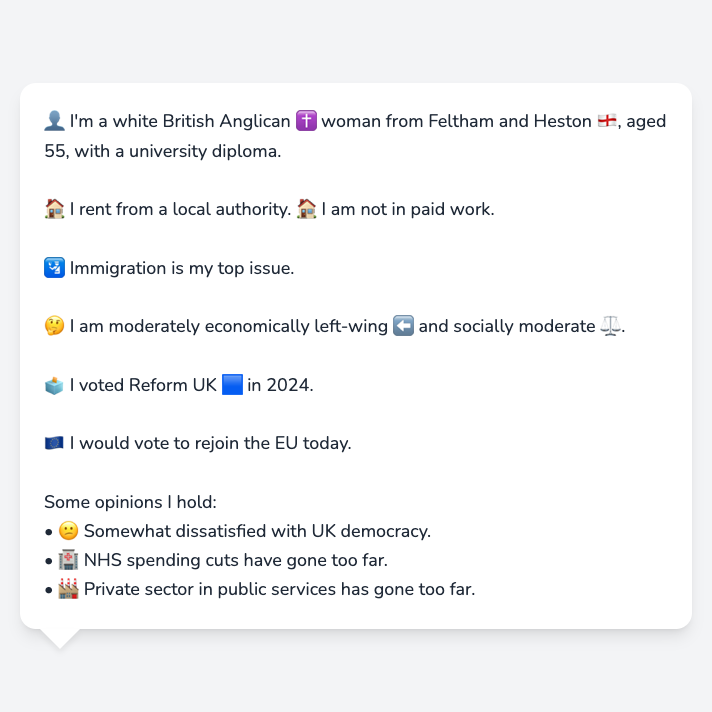 👤 I'm a white British Anglican ✝️ woman from Feltham and Heston 🏴󠁧󠁢󠁥󠁮󠁧󠁿, aged
55, with a university diploma.
🏠 I rent from a local authority. 🏠 I am not in paid work.
🛂 Immigration is my top issue.
🤔 I am moderately economically left-wing ⬅️ and socially moderate ⚖️.
🗳️ I voted Reform UK 🟦 in 2024.
🇪🇺 I would vote to rejoin the EU today.
Some opinions I hold:
• 🙁 Somewhat dissatisfied with UK democracy.
• 🏥 NHS spending cuts have gone too far.
• 🏭 Private sector in public services has gone too far.